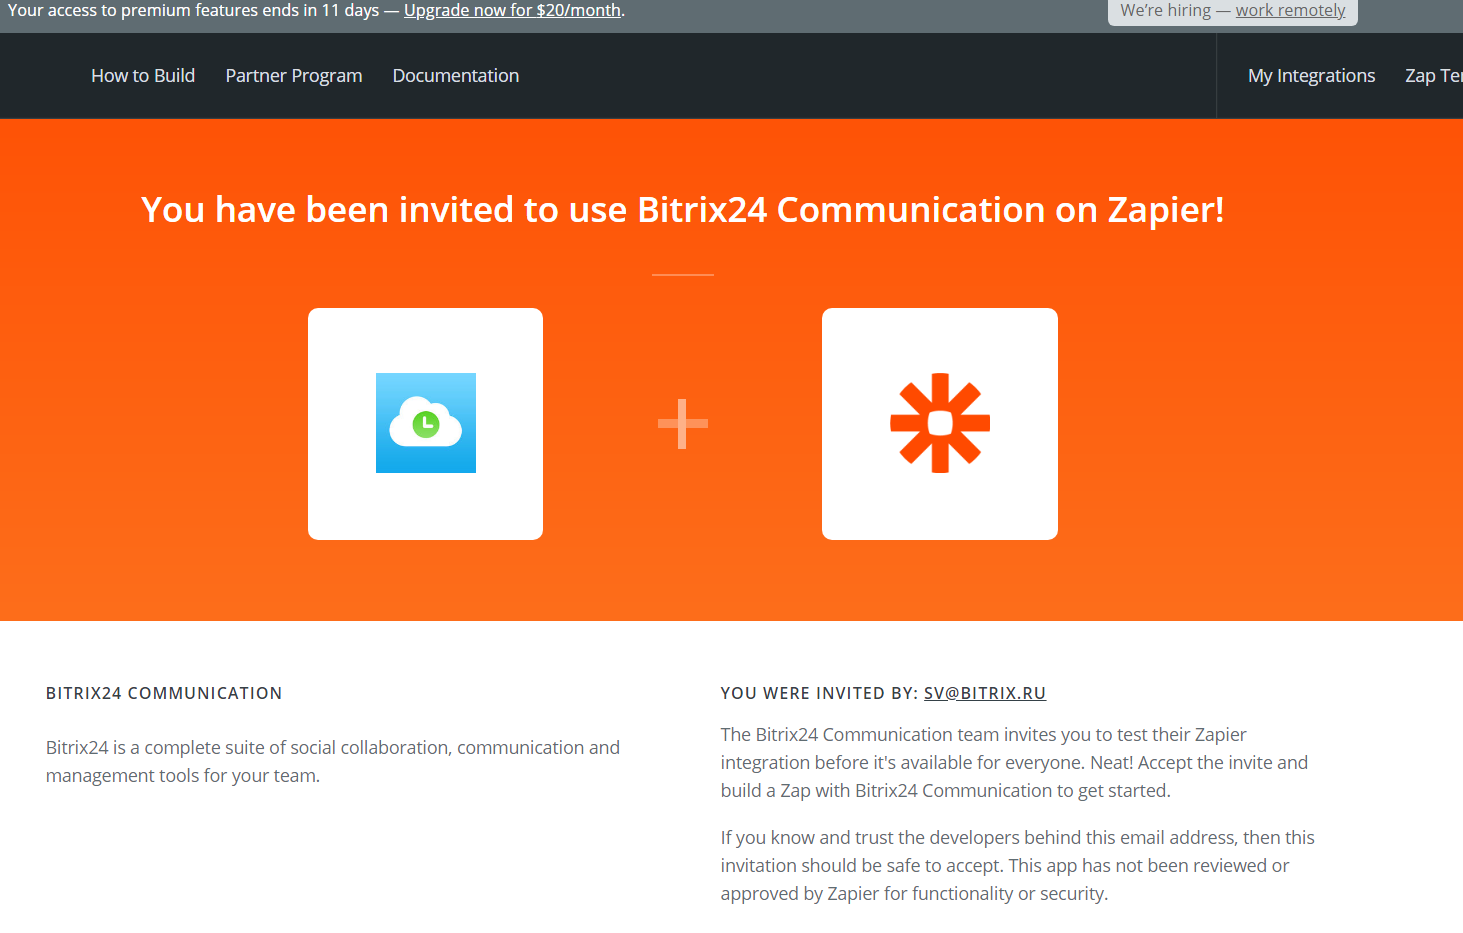 Your access to premium features ends in 11 days — Upgrade now for $20/month.
We're hiring — work remotely
How to Build
Partner Program
Documentation
My Integrations
Zap
You have been invited to use Bitrix24 Communication on Zapier!
BITRIX24 COMMUNICATION
Bitrix24 is a complete suite of social collaboration, communication and
management tools for your team.
YOU WERE INVITED BY: SV@BITRIX.RU
The Bitrix24 Communication team invites you to test their Zapier
integration before it's available for everyone. Neat! Accept the invite and
build a Zap with Bitrix24 Communication to get started.
If you know and trust the developers behind this email address, then this
invitation should be safe to accept. This app has not been reviewed or
approved by Zapier for functionality or security.